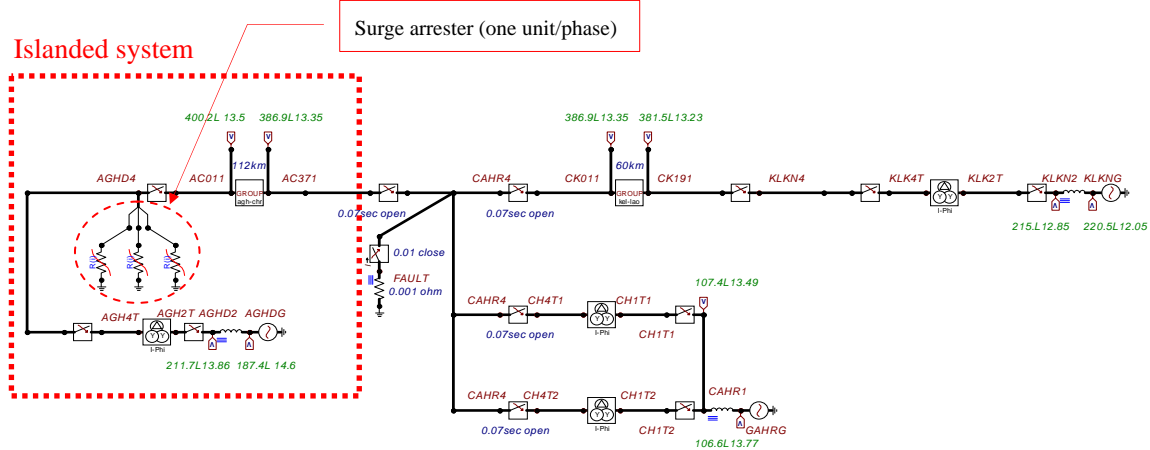 Surge arrester (one unit/phase)
Islanded system
400.2L 13.5
386.9L13.35
386.9L13.35
381.5L13.23
112km
60km
AGHD4
AC011
GROUP
agh-chr
AC371
CAHR4
CK011
GROUP
kel-lao
CK191
KLKN4
KLK4T
KLK2T
KLKN2
KLKNG
I-Phi
0.07sec open
0.07sec open
215.L12.85
220.5L12.05
R(i)
R(i)
R(i)
0.01 close
FAULT
0.001 ohm
107.4L13.49
CAHR4
CH4T1
CH1T1
I-Phi
CH1T1
0.07sec open
AGH4T
AGH2T
AGHD2
AGHDG
I-Phi
211.7L13.86
187.4L 14.6
CAHR4
CH4T2
CH1T2
CAHR1
I-Phi
CH1T2
GAHRG
0.07sec open
106.6L13.77